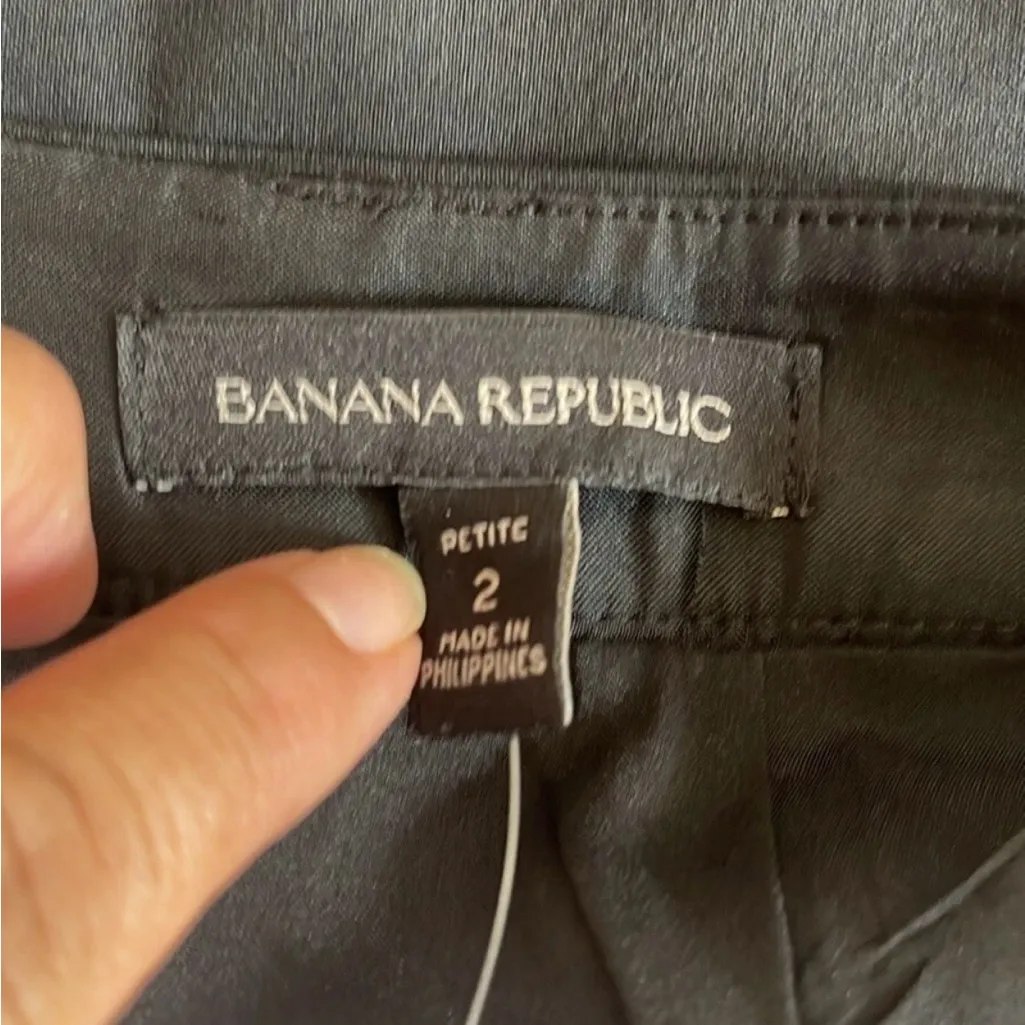 BANANA REPUBLIC
PETITE
2
MADE IN
PHILIPPINES